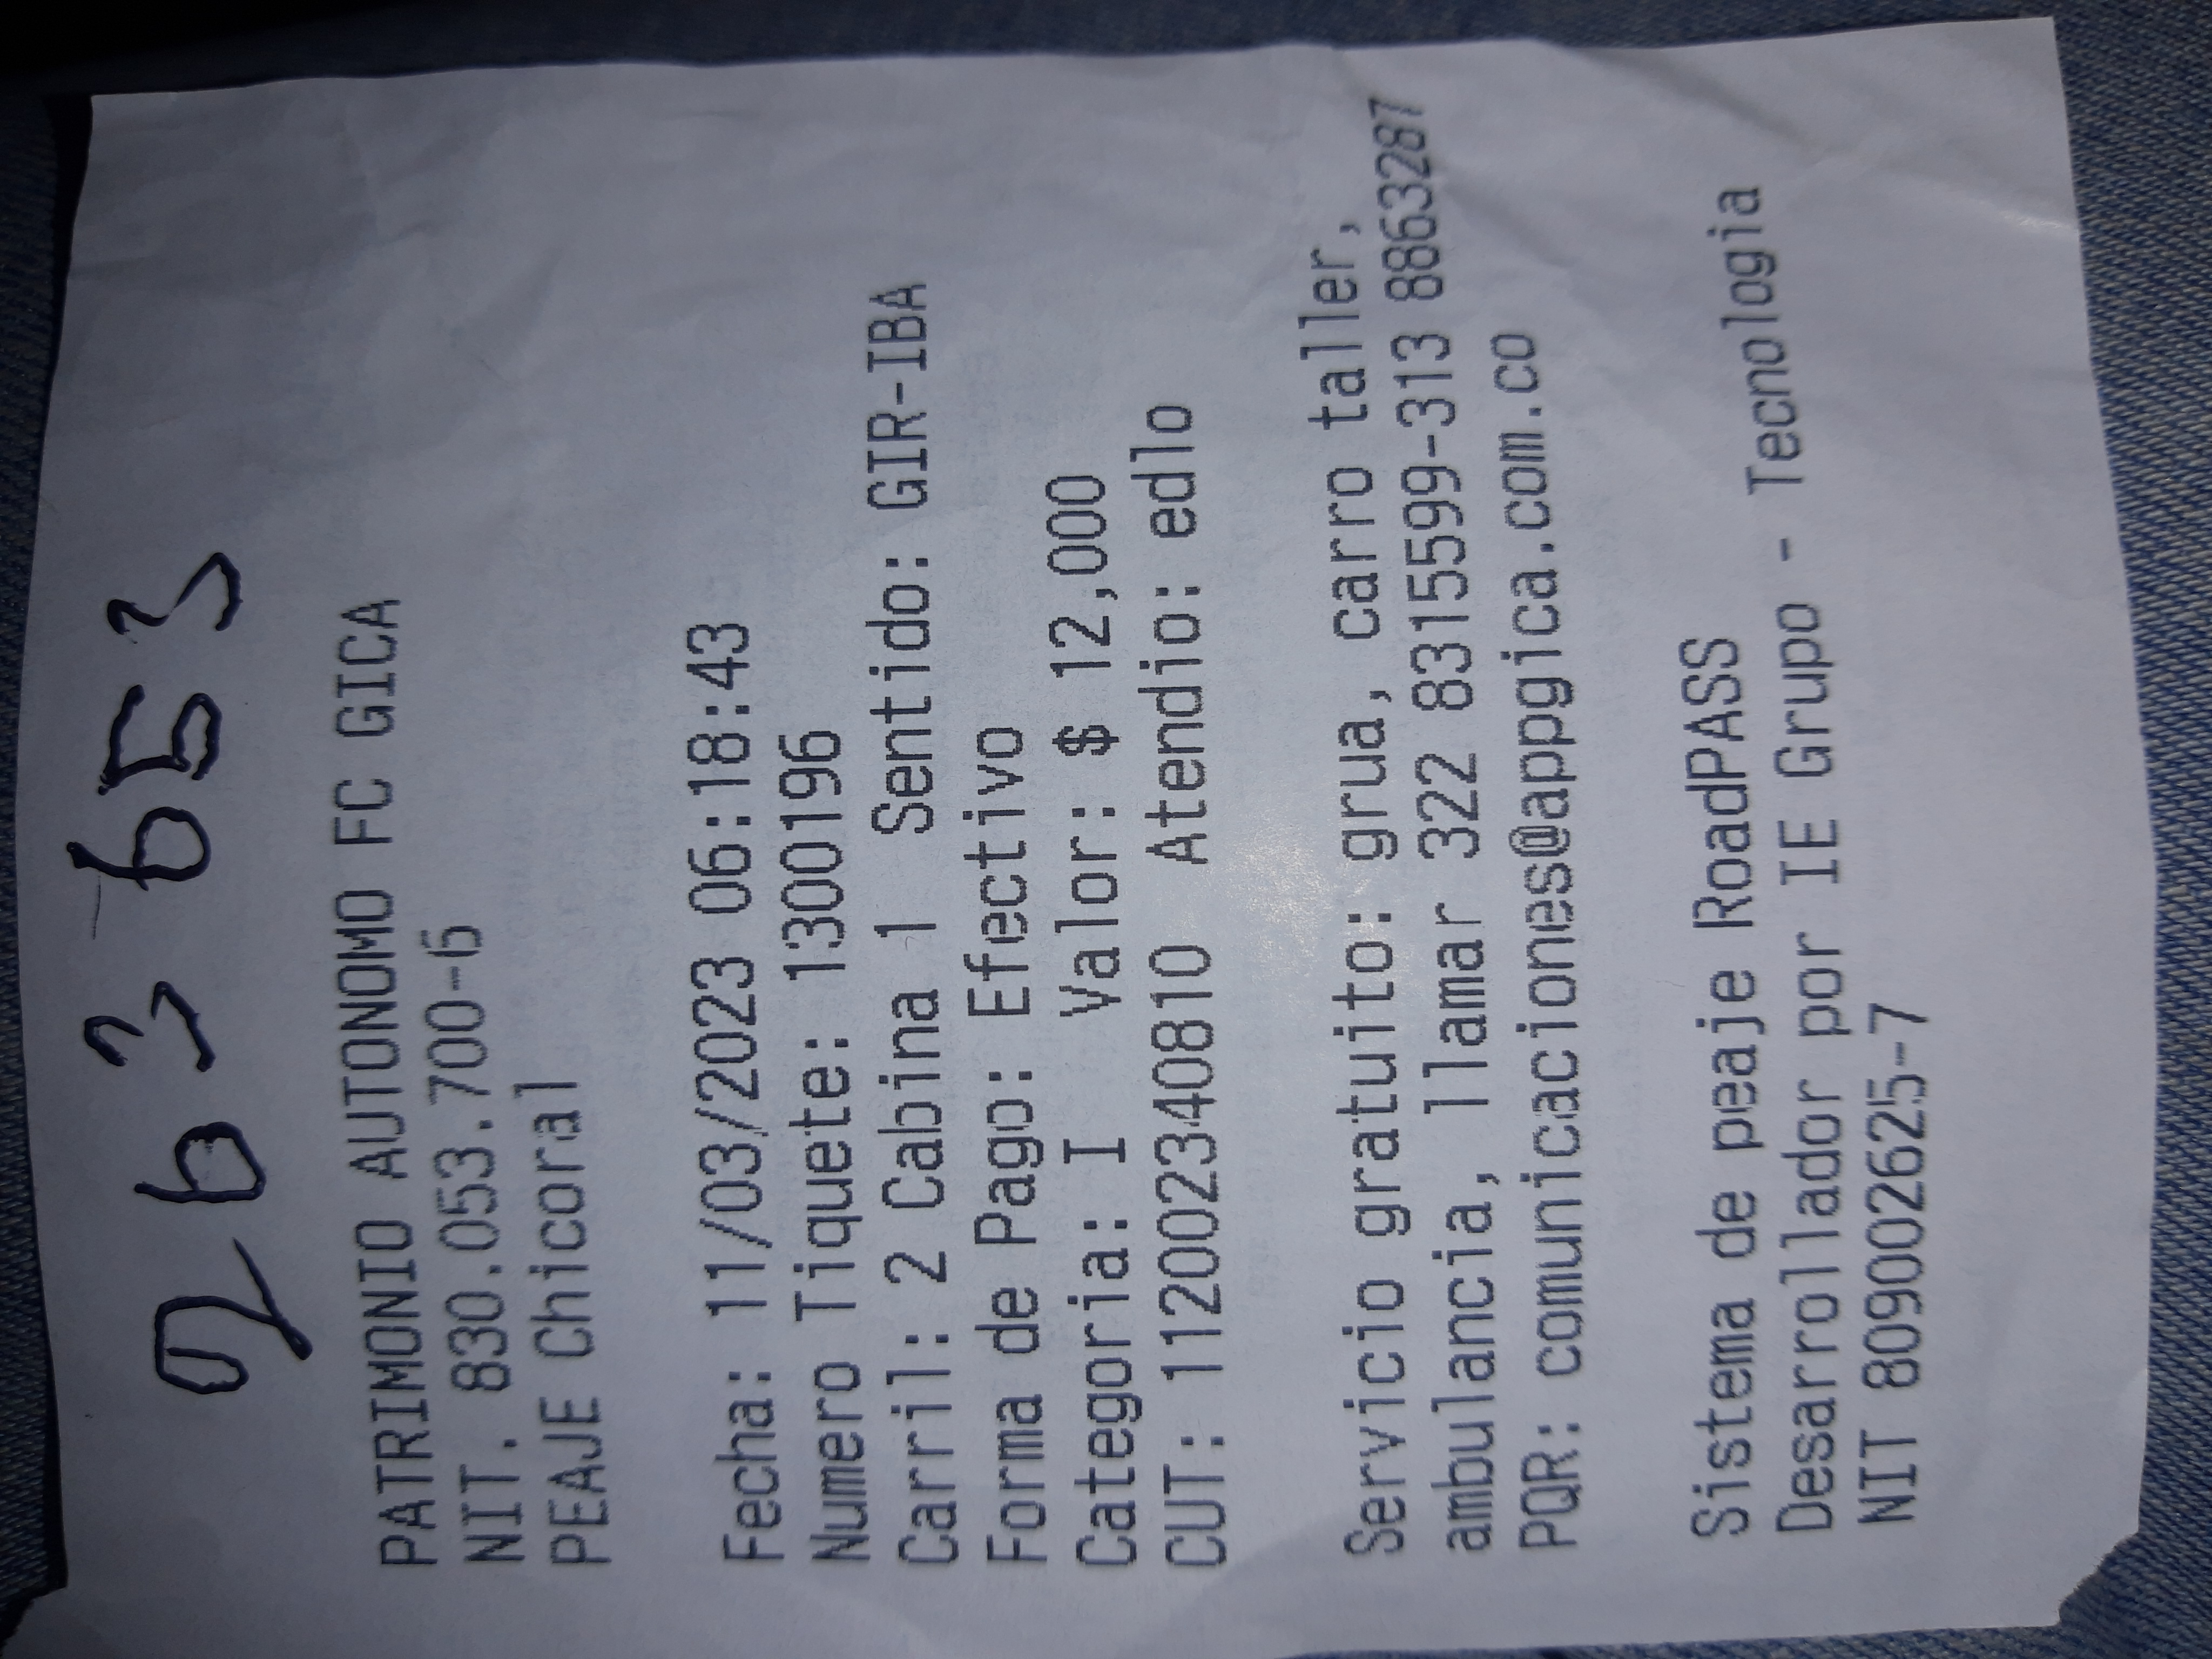 263653
PATRIMONIO AUTONOMO FC GICA
NIT. 830.053.700-6
PEAJE Chicoral
Fecha: 11/03/2023 06:18:43
Numero Tiquete: 1300196
Carril: 2 Cabina 1 Sentido: GIR-IBA
Forma de Pago: Efectivo
Categoria: I Valor: $ 12,000
CUT: 112002340810 Atendio: edlo
Servicio gratuito: grua, carro taller,
ambulancia, llamar 322 8315599-313 8863287
PQR: comunicaciones@appgica.com.co
Sistema de peaje RoadPASS
Desarrollador por IE Grupo - Tecnologia
NIT 809002625-7